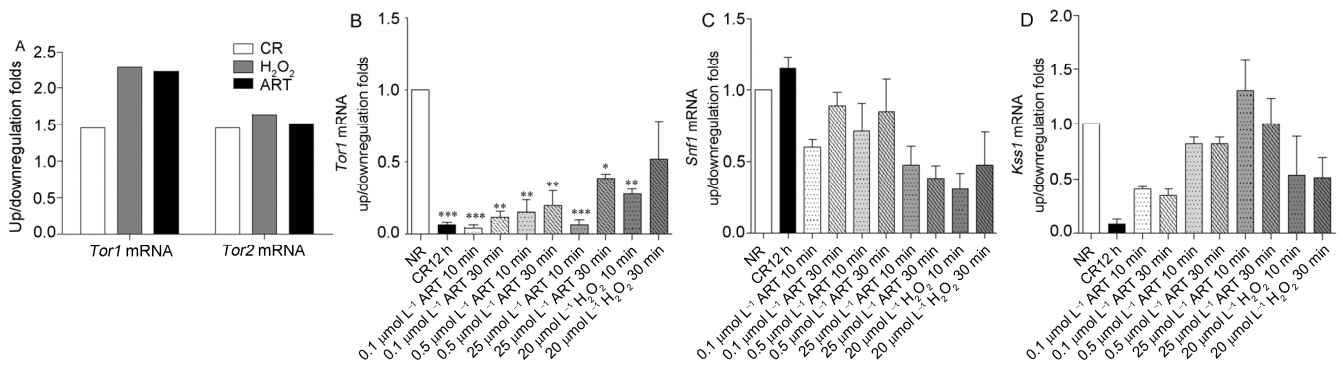 A
Up/downregulation folds
2.5
2.0
1.5
1.0
0.5
0.0
CR
H₂O₂
ART
Tor1 mRNA
Tor2 mRNA
B
Tor1 mRNA
up/downregulation folds
1.5
1.0
0.5
0.0
***
***
**
**
**
***
*
**
NR
CR12 h
0.1 μmol L⁻¹ ART 10 min
0.1 μmol L⁻¹ ART 30 min
0.5 μmol L⁻¹ ART 10 min
0.5 μmol L⁻¹ ART 30 min
25 μmol L⁻¹ ART 10 min
25 μmol L⁻¹ ART 30 min
20 μmol L⁻¹ H₂O₂ 10 min
20 μmol L⁻¹ H₂O₂ 30 min
C
Snf1 mRNA
up/downregulation folds
1.5
1.0
0.5
0.0
NR
CR12 h
0.1 μmol L⁻¹ ART 10 min
0.1 μmol L⁻¹ ART 30 min
0.5 μmol L⁻¹ ART 10 min
0.5 μmol L⁻¹ ART 30 min
25 μmol L⁻¹ ART 10 min
25 μmol L⁻¹ ART 30 min
20 μmol L⁻¹ H₂O₂ 10 min
20 μmol L⁻¹ H₂O₂ 30 min
D
Kss1 mRNA
up/downregulation folds
2.0
1.5
1.0
0.5
0.0
NR
CR12 h
0.1 μmol L⁻¹ ART 10 min
0.1 μmol L⁻¹ ART 30 min
0.5 μmol L⁻¹ ART 10 min
0.5 μmol L⁻¹ ART 30 min
25 μmol L⁻¹ ART 10 min
25 μmol L⁻¹ ART 30 min
20 μmol L⁻¹ H₂O₂ 10 min
20 μmol L⁻¹ H₂O₂ 30 min